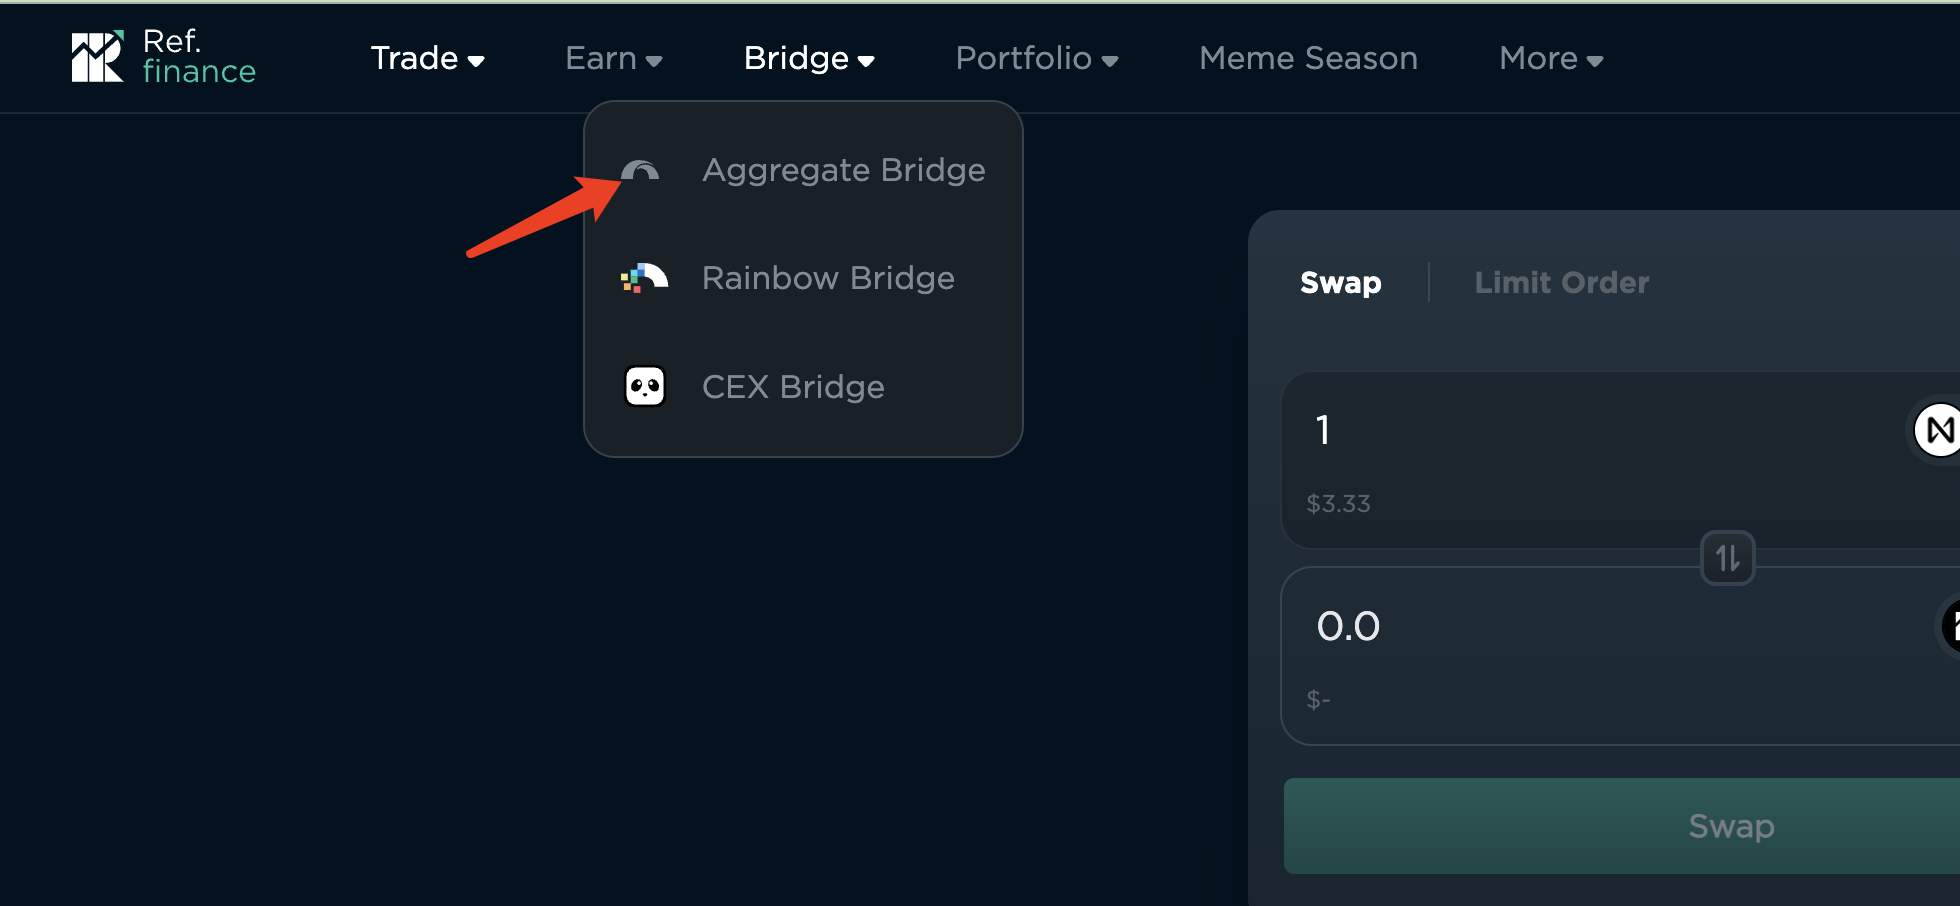 Ref.
finance
Trade
Earn
Bridge
Portfolio
Meme Season
More
Aggregate Bridge
Rainbow Bridge
CEX Bridge
Swap
Limit Order
1
$3.33
0.0
$-
Swap